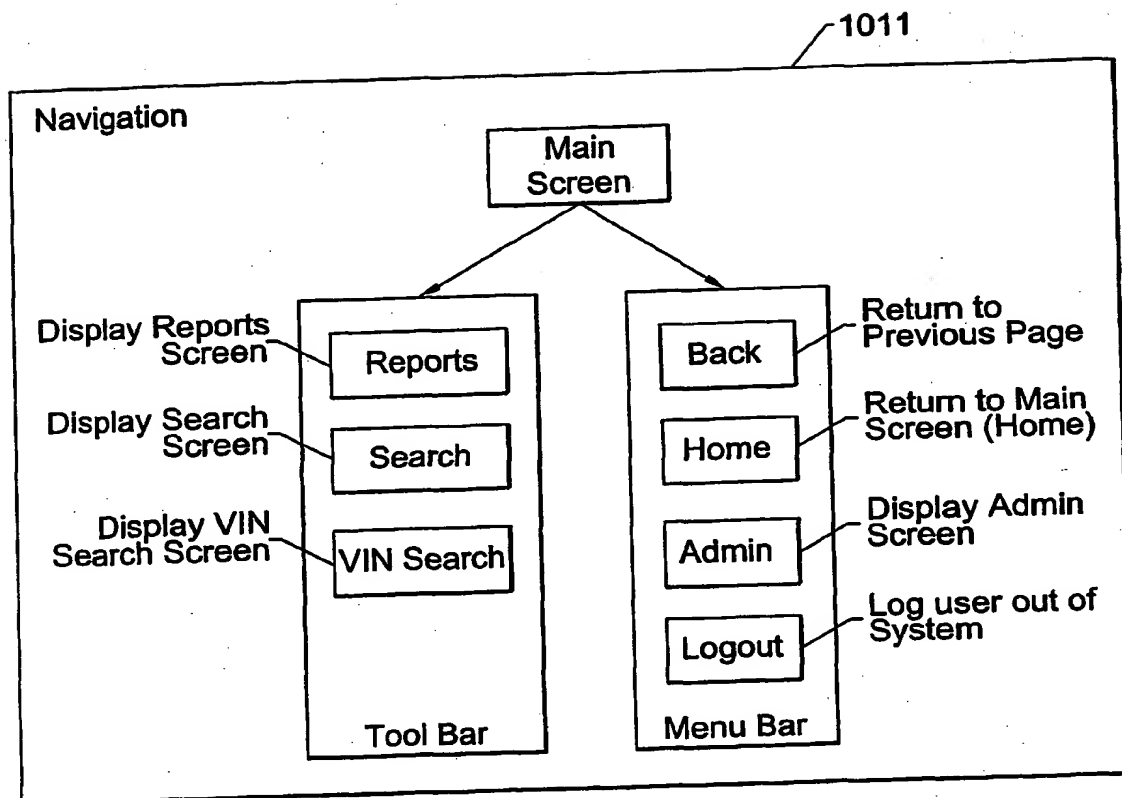 1011
Navigation
Main
Screen
Display Reports
Screen
Reports
Display Search
Screen
Search
Display VIN
Search Screen
VIN Search
Tool Bar
Back
Return to
Previous Page
Home
Return to Main
Screen (Home)
Admin
Display Admin
Screen
Logout
Log user out of
System
Menu Bar